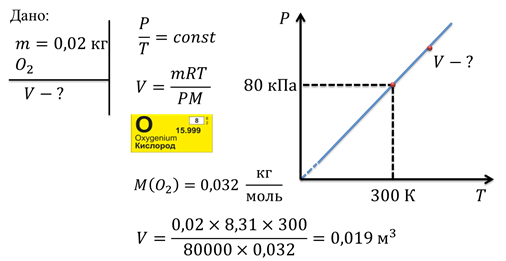 Дано:
m = 0,02 кг
O₂
V − ?
P/T = const
V = mRT/PM
O 8
15.999
Oxygenium
Кислород
M(O₂) = 0,032 кг/моль
V = 0,02 × 8,31 × 300 / 80000 × 0,032 = 0,019 м³
P
V − ?
80 кПа
300 К
T